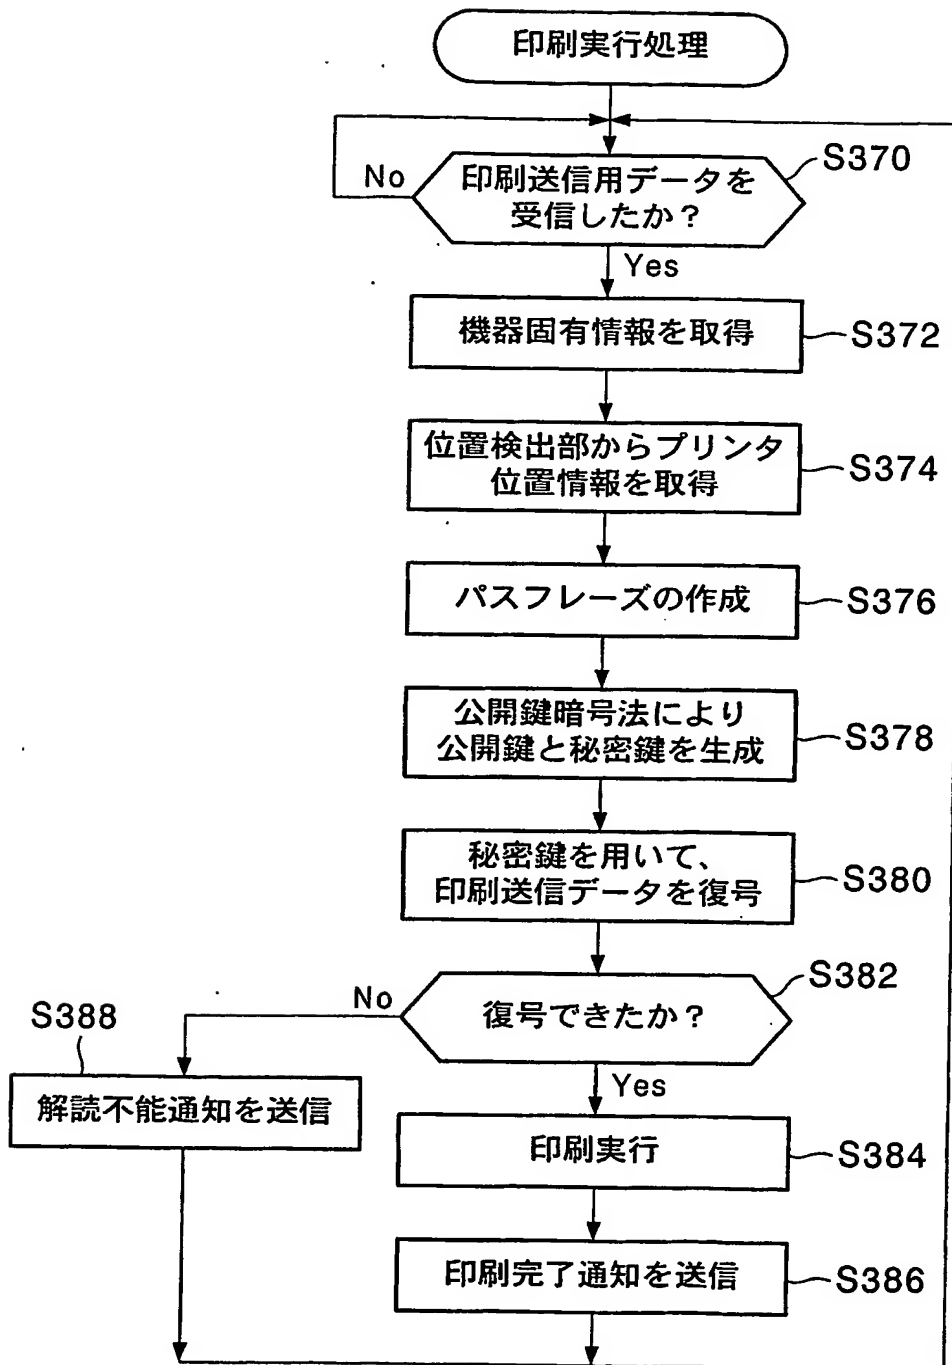 印刷実行処理
S370
No
印刷送信用データを
受信したか？
Yes
機器固有情報を取得
S372
位置検出部からプリンタ
位置情報を取得
S374
パスフレーズの作成
S376
公開鍵暗号法により
公開鍵と秘密鍵を生成
S378
秘密鍵を用いて、
印刷送信データを復号
S380
S382
No
復号できたか？
S388
Yes
解読不能通知を送信
印刷実行
S384
印刷完了通知を送信
S386